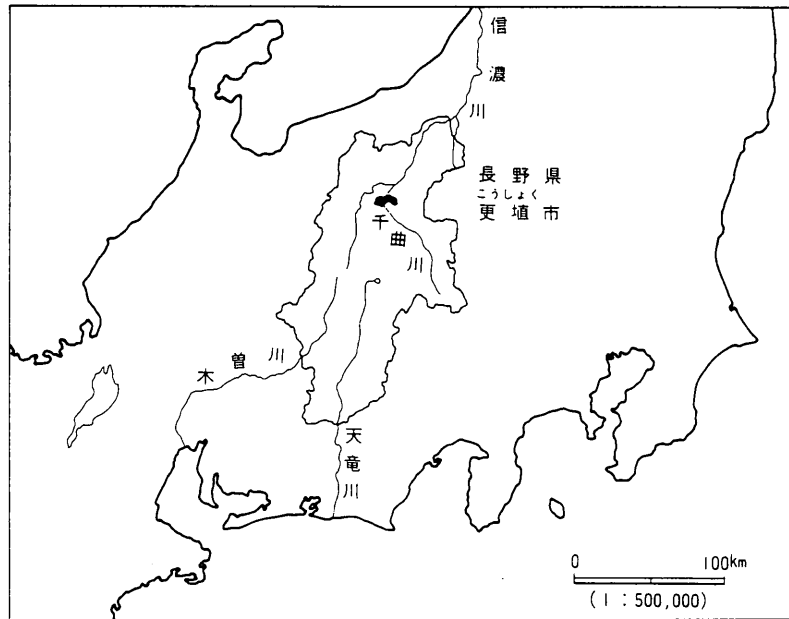 信濃川
長野県
こうしょく
更埴市
千曲川
木曽川
天竜川
0 100km
(1:500,000)